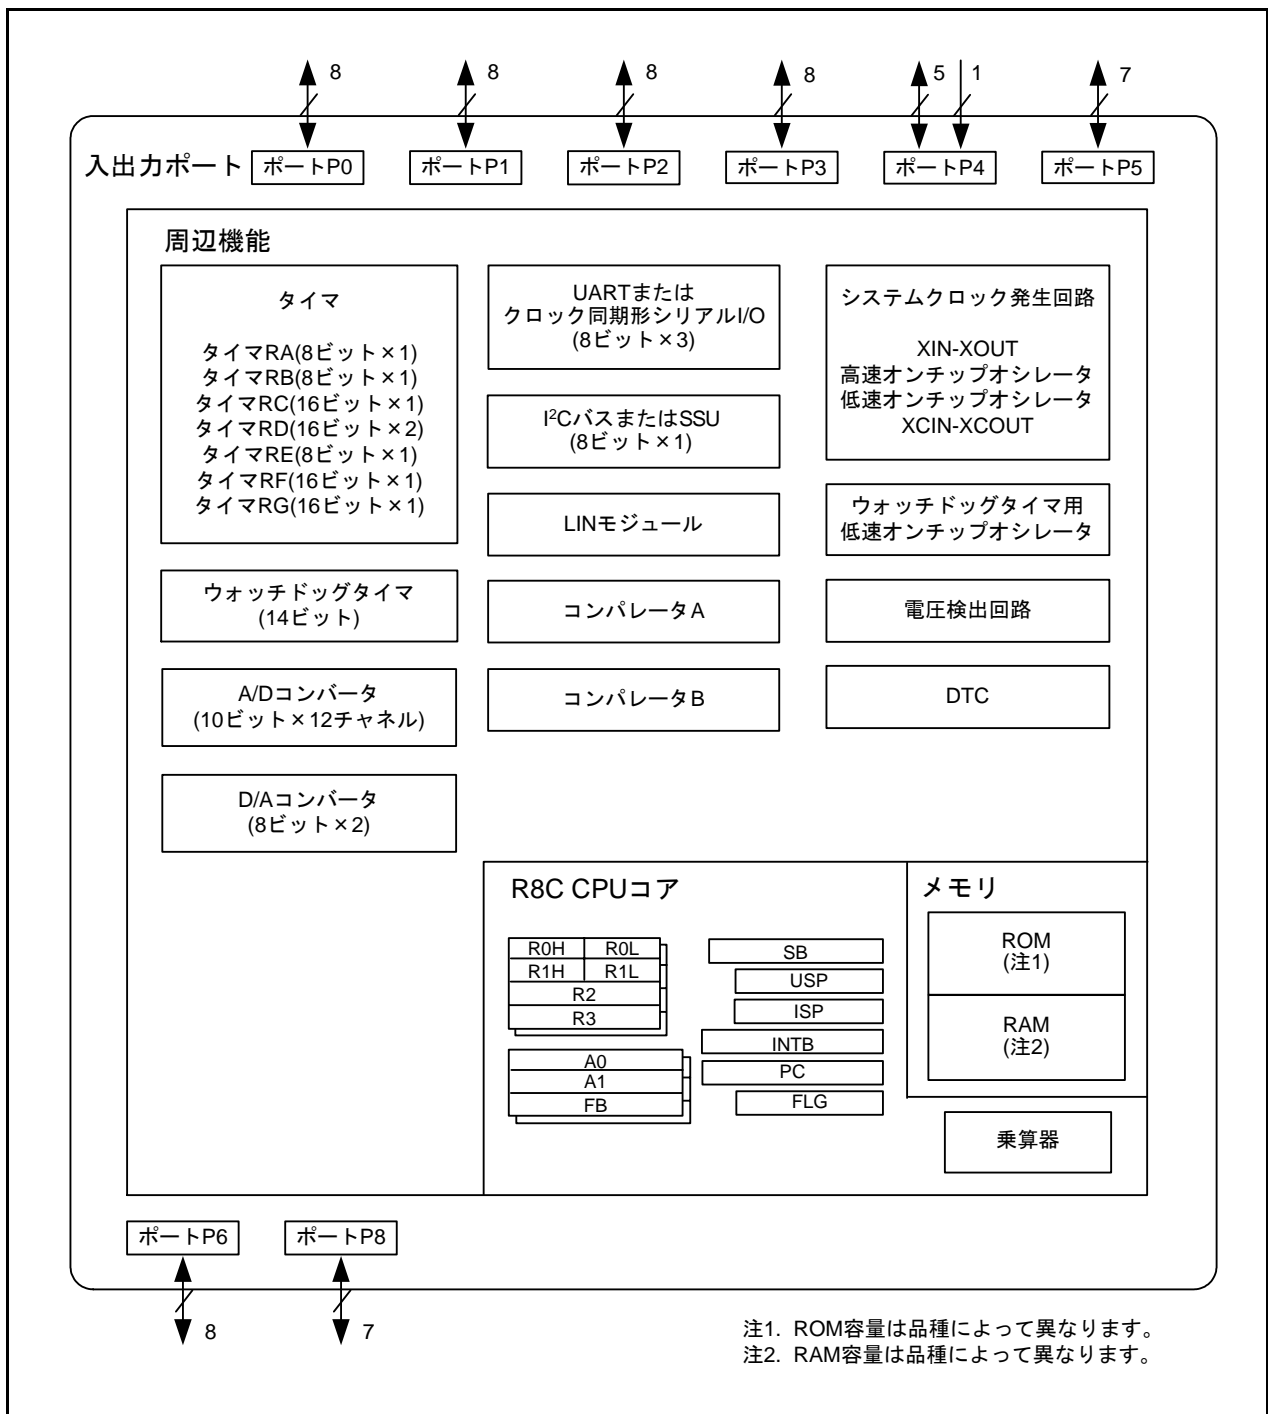 8
8
8
8
5
1
7
入出力ポート
ポートP0
ポートP1
ポートP2
ポートP3
ポートP4
ポートP5
周辺機能
タイマ
タイマRA(8ビット×1)
タイマRB(8ビット×1)
タイマRC(16ビット×1)
タイマRD(16ビット×2)
タイマRE(8ビット×1)
タイマRF(16ビット×1)
タイマRG(16ビット×1)
ウォッチドッグタイマ
(14ビット)
A/Dコンバータ
(10ビット×12チャネル)
D/Aコンバータ
(8ビット×2)
UARTまたは
クロック同期形シリアルI/O
(8ビット×3)
I²CバスまたはSSU
(8ビット×1)
LINモジュール
コンパレータA
コンパレータB
システムクロック発生回路
XIN-XOUT
高速オンチップオシレータ
低速オンチップオシレータ
XCIN-XCOUT
ウォッチドッグタイマ用
低速オンチップオシレータ
電圧検出回路
DTC
R8C CPUコア
R0H
R0L
R1H
R1L
R2
R3
A0
A1
FB
SB
USP
ISP
INTB
PC
FLG
メモリ
ROM
(注1)
RAM
(注2)
乗算器
ポートP6
ポートP8
8
7
注1. ROM容量は品種によって異なります。
注2. RAM容量は品種によって異なります。